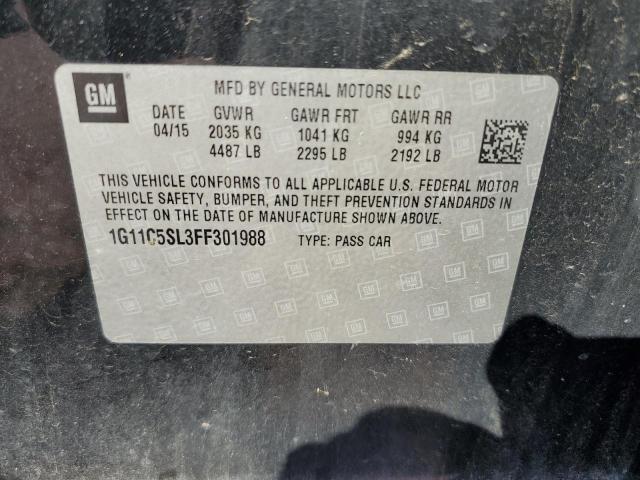 GM
MFD BY GENERAL MOTORS LLC
DATE GVWR GAWR FRT GAWR RR
04/15 2035 KG 1041 KG 994 KG
4487 LB 2295 LB 2192 LB
THIS VEHICLE CONFORMS TO ALL APPLICABLE U.S. FEDERAL MOTOR
VEHICLE SAFETY, BUMPER, AND THEFT PREVENTION STANDARDS IN
EFFECT ON THE DATE OF MANUFACTURE SHOWN ABOVE.
1G11C5SL3FF301988 TYPE: PASS CAR